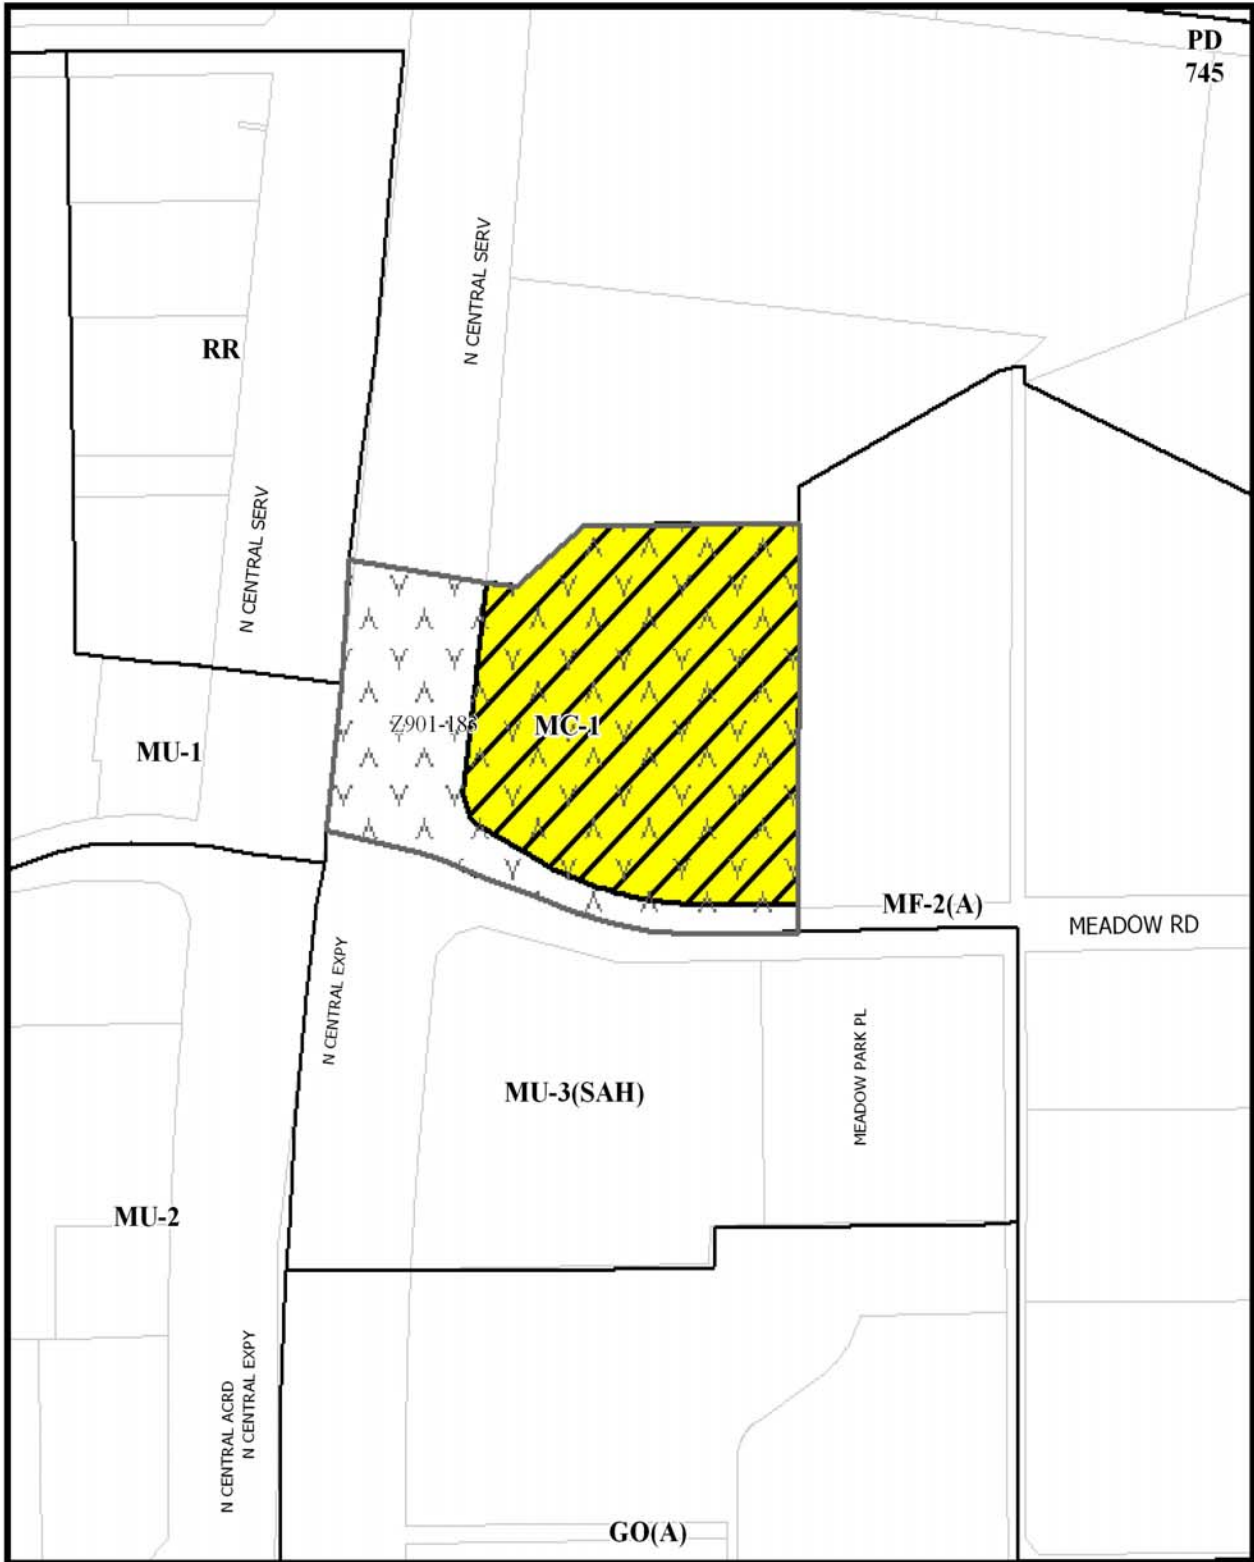 PD
745
N CENTRAL SERV
RR
N CENTRAL SERV
Z901-183
MC-1
MU-1
MF-2(A)
MEADOW RD
N CENTRAL EXPY
MEADOW PARK PL
MU-3(SAH)
MU-2
N CENTRAL ACRD
N CENTRAL EXPY
GO(A)